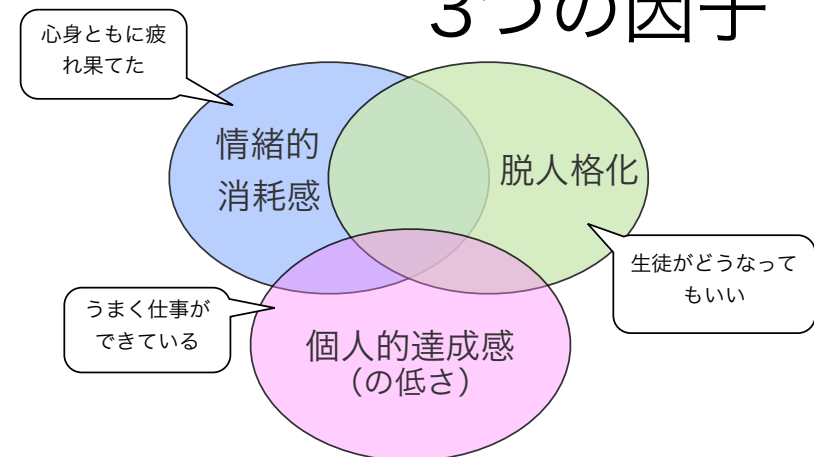 3つの因子
心身ともに疲
れ果てた
情緒的
消耗感
脱人格化
生徒がどうなって
もいい
うまく仕事が
できている
個人的達成感
（の低さ）